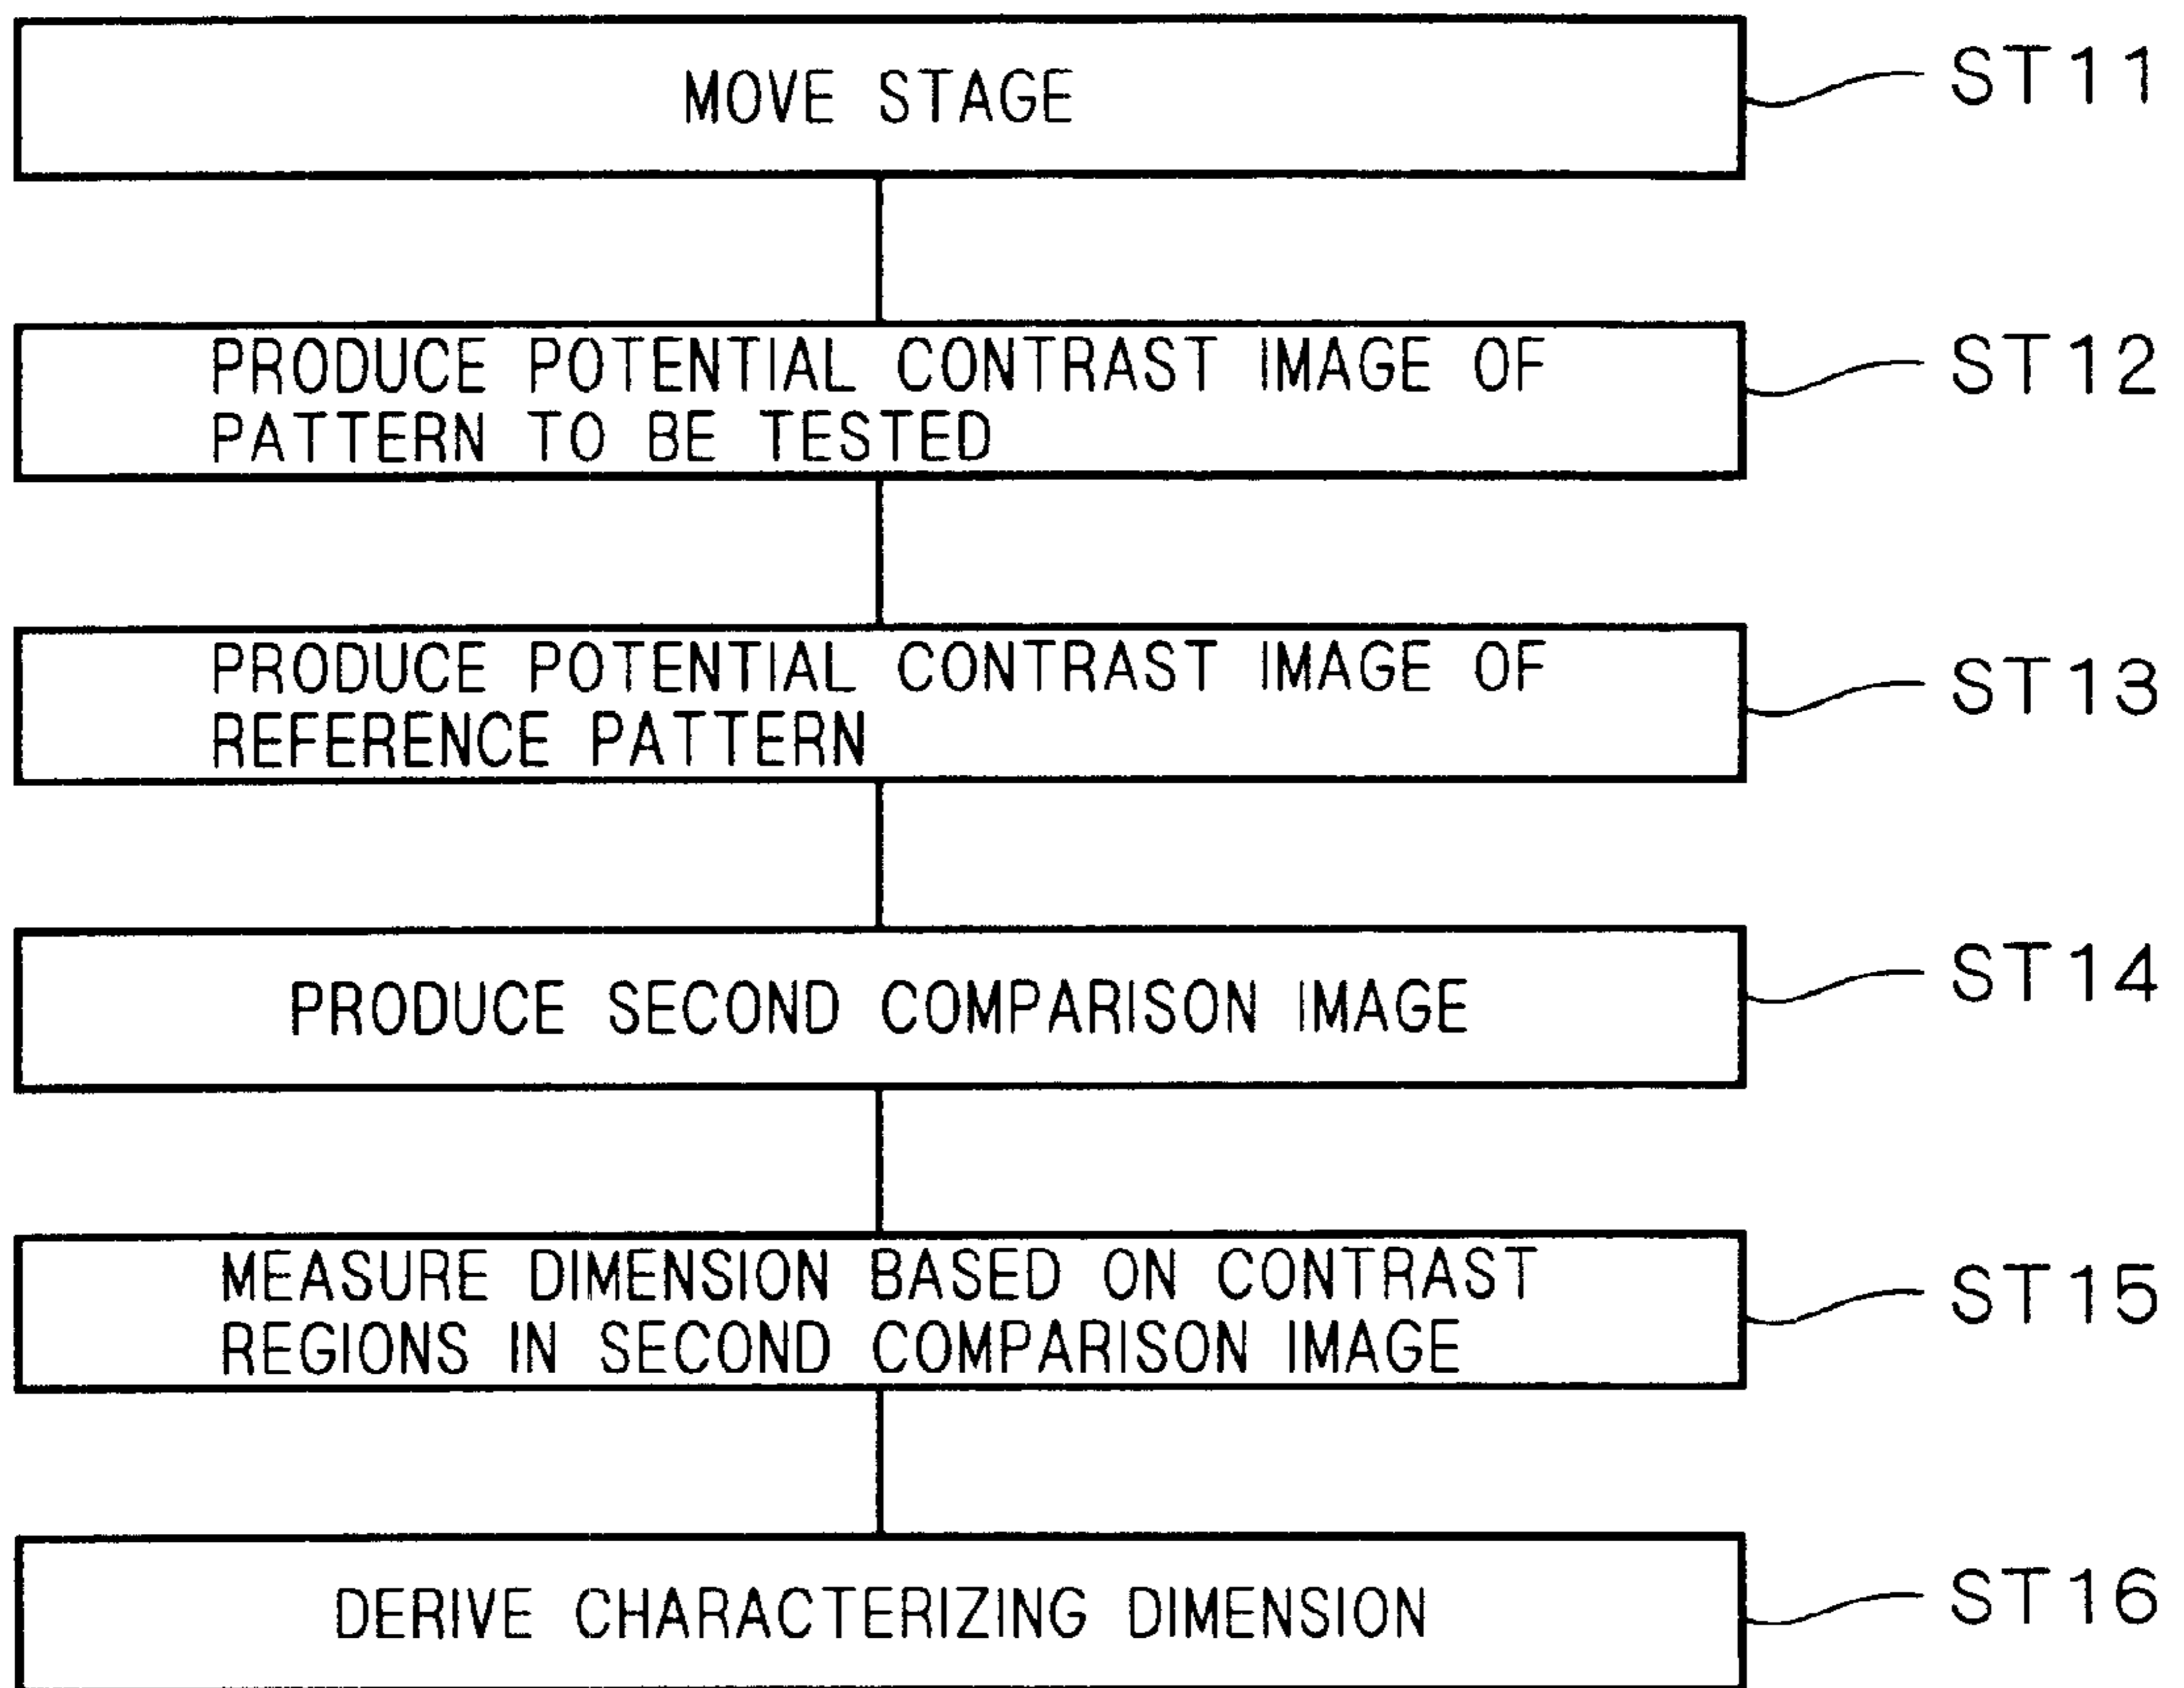 MOVE STAGE
ST11
PRODUCE POTENTIAL CONTRAST IMAGE OF
PATTERN TO BE TESTED
ST12
PRODUCE POTENTIAL CONTRAST IMAGE OF
REFERENCE PATTERN
ST13
PRODUCE SECOND COMPARISON IMAGE
ST14
MEASURE DIMENSION BASED ON CONTRAST
REGIONS IN SECOND COMPARISON IMAGE
ST15
DERIVE CHARACTERIZING DIMENSION
ST16